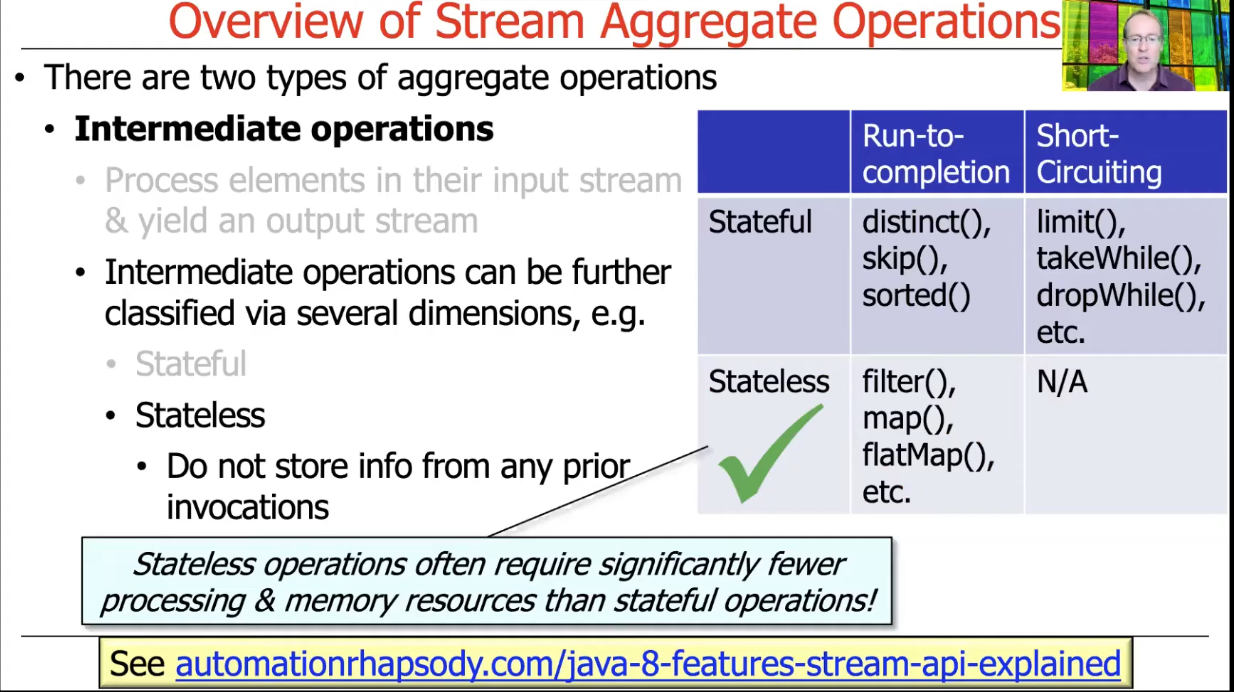 Overview of Stream Aggregate Operations
• There are two types of aggregate operations
• Intermediate operations
• Process elements in their input stream
& yield an output stream
• Intermediate operations can be further
classified via several dimensions, e.g.
• Stateful
• Stateless
• Do not store info from any prior
invocations
Run-to-
completion
Short-
Circuiting
Stateful
distinct(),
skip(),
sorted()
limit(),
takeWhile(),
dropWhile(),
etc.
Stateless
filter(),
map(),
flatMap(),
etc.
N/A
Stateless operations often require significantly fewer
processing & memory resources than stateful operations!
See automationrhapsody.com/java-8-features-stream-api-explained